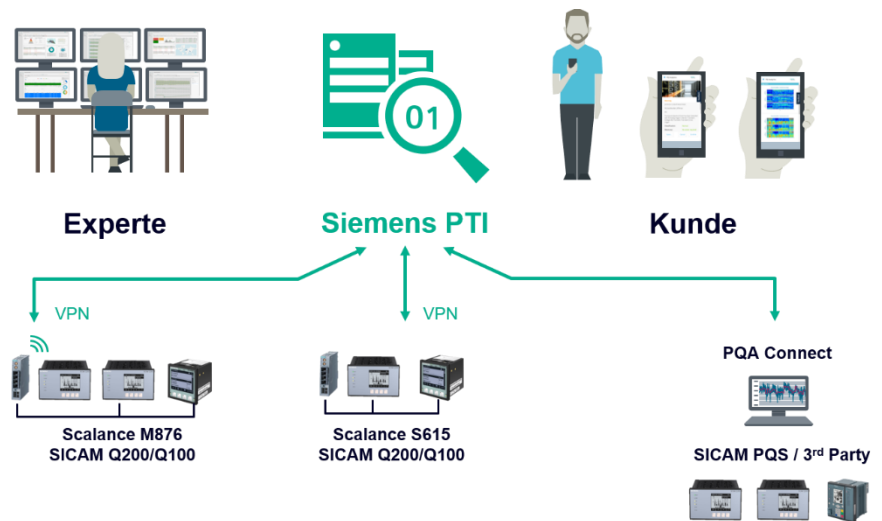 01
Experte
Siemens PTI
Kunde
VPN
VPN
PQA Connect
Scalance M876
SICAM Q200/Q100
Scalance S615
SICAM Q200/Q100
SICAM PQS / 3rd Party